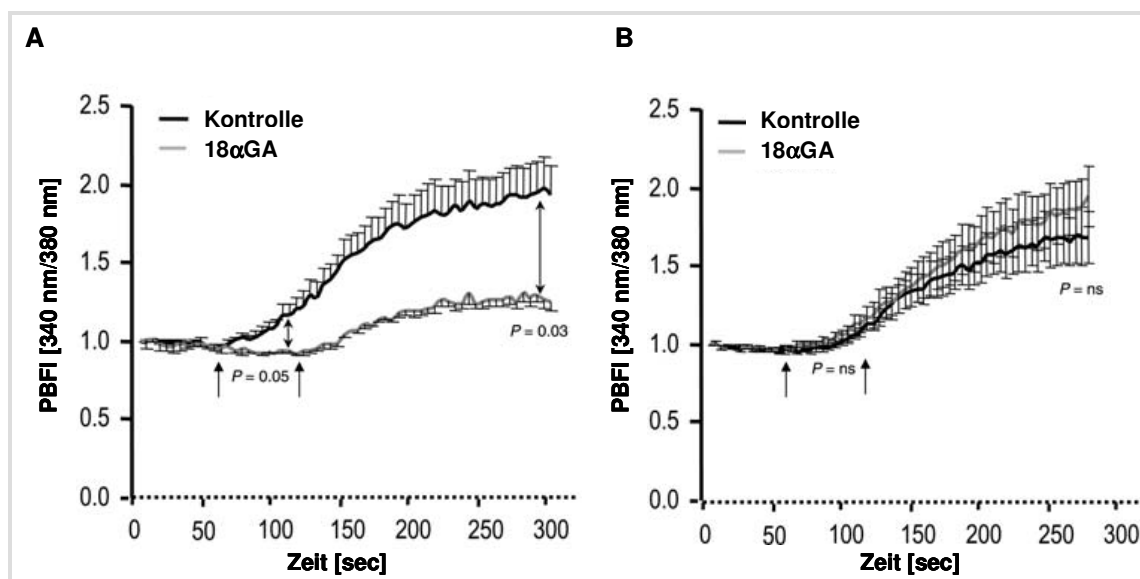 A
PBFI [340 nm/380 nm]
2.5
2.0
1.5
1.0
0.5
0.0
Kontrolle
18αGA
P = 0.05
P = 0.03
0 50 100 150 200 250 300
Zeit [sec]
B
PBFI [340 nm/380 nm]
2.5
2.0
1.5
1.0
0.5
0.0
Kontrolle
18αGA
P = ns
P = ns
0 50 100 150 200 250 300
Zeit [sec]